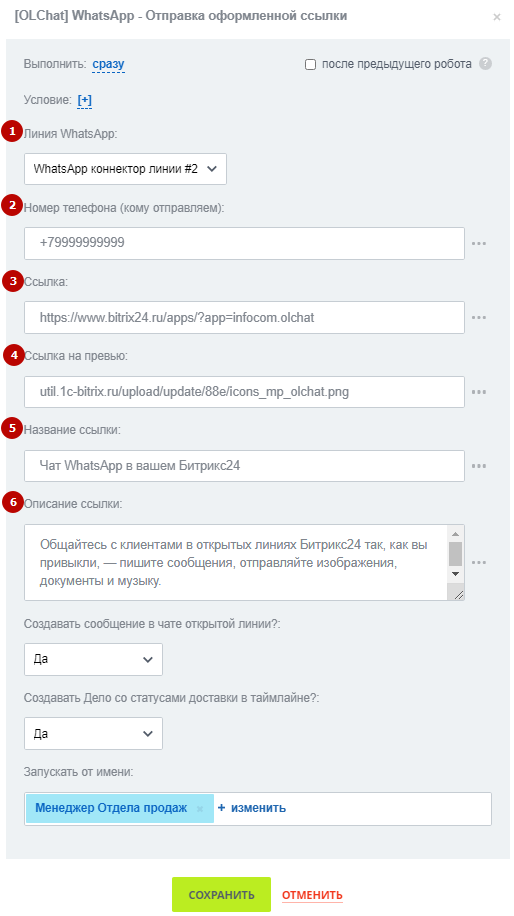 [OLChat] WhatsApp - Отправка оформленной ссылки ×
Выполнить: сразу после предыдущего робота ?
Условие: [+]
1 Линия WhatsApp:
WhatsApp коннектор линии #2
2 Номер телефона (кому отправляем):
+79999999999 ...
3 Ссылка:
https://www.bitrix24.ru/apps/?app=infocom.olchat ...
4 Ссылка на превью:
util.1c-bitrix.ru/upload/update/88e/icons_mp_olchat.png ...
5 Название ссылки:
Чат WhatsApp в вашем Битрикс24 ...
6 Описание ссылки:
Общайтесь с клиентами в открытых линиях Битрикс24 так, как вы
привыкли, — пишите сообщения, отправляйте изображения, ...
документы и музыку.
Создавать сообщение в чате открытой линии?:
Да
Создавать Дело со статусами доставки в таймлайне?:
Да
Запускать от имени:
Менеджер Отдела продаж × + изменить
СОХРАНИТЬ ОТМЕНИТЬ